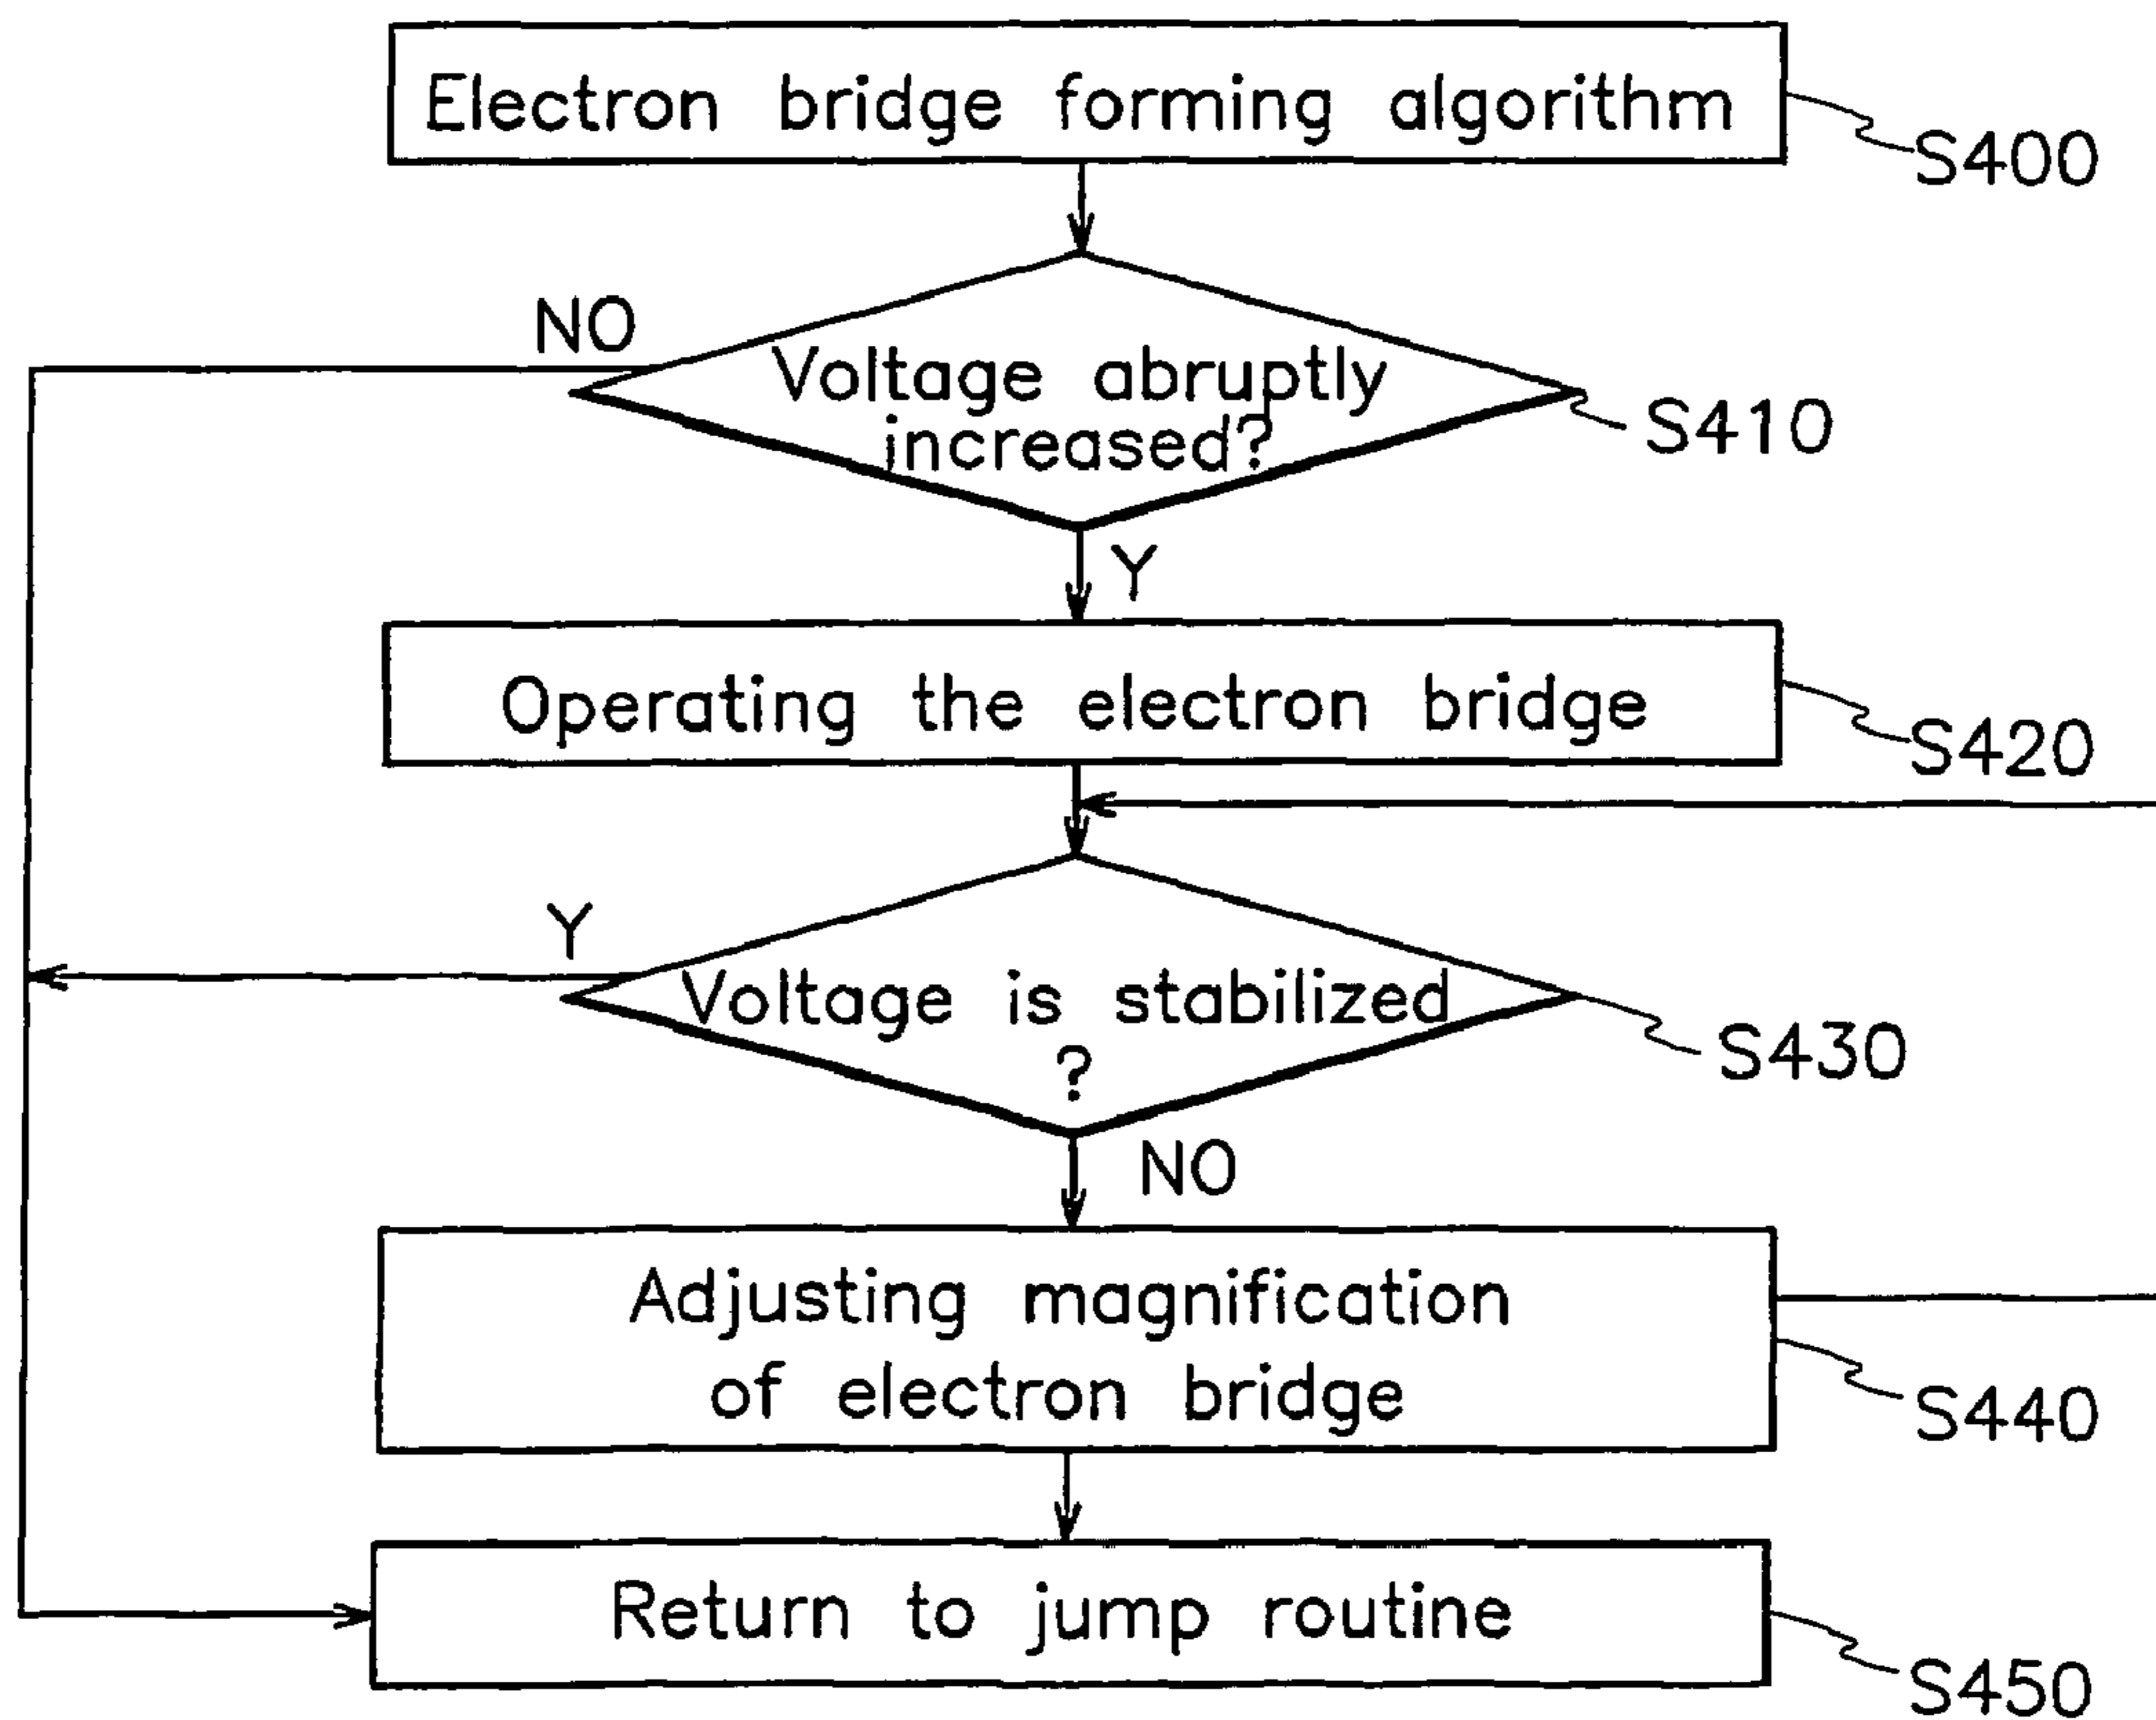 Electron bridge forming algorithm
S400
NO
Voltage abruptly
increased?
S410
Y
Operating the electron bridge
S420
Y
Voltage is stabilized
?
S430
NO
Adjusting magnification
of electron bridge
S440
Return to jump routine
S450